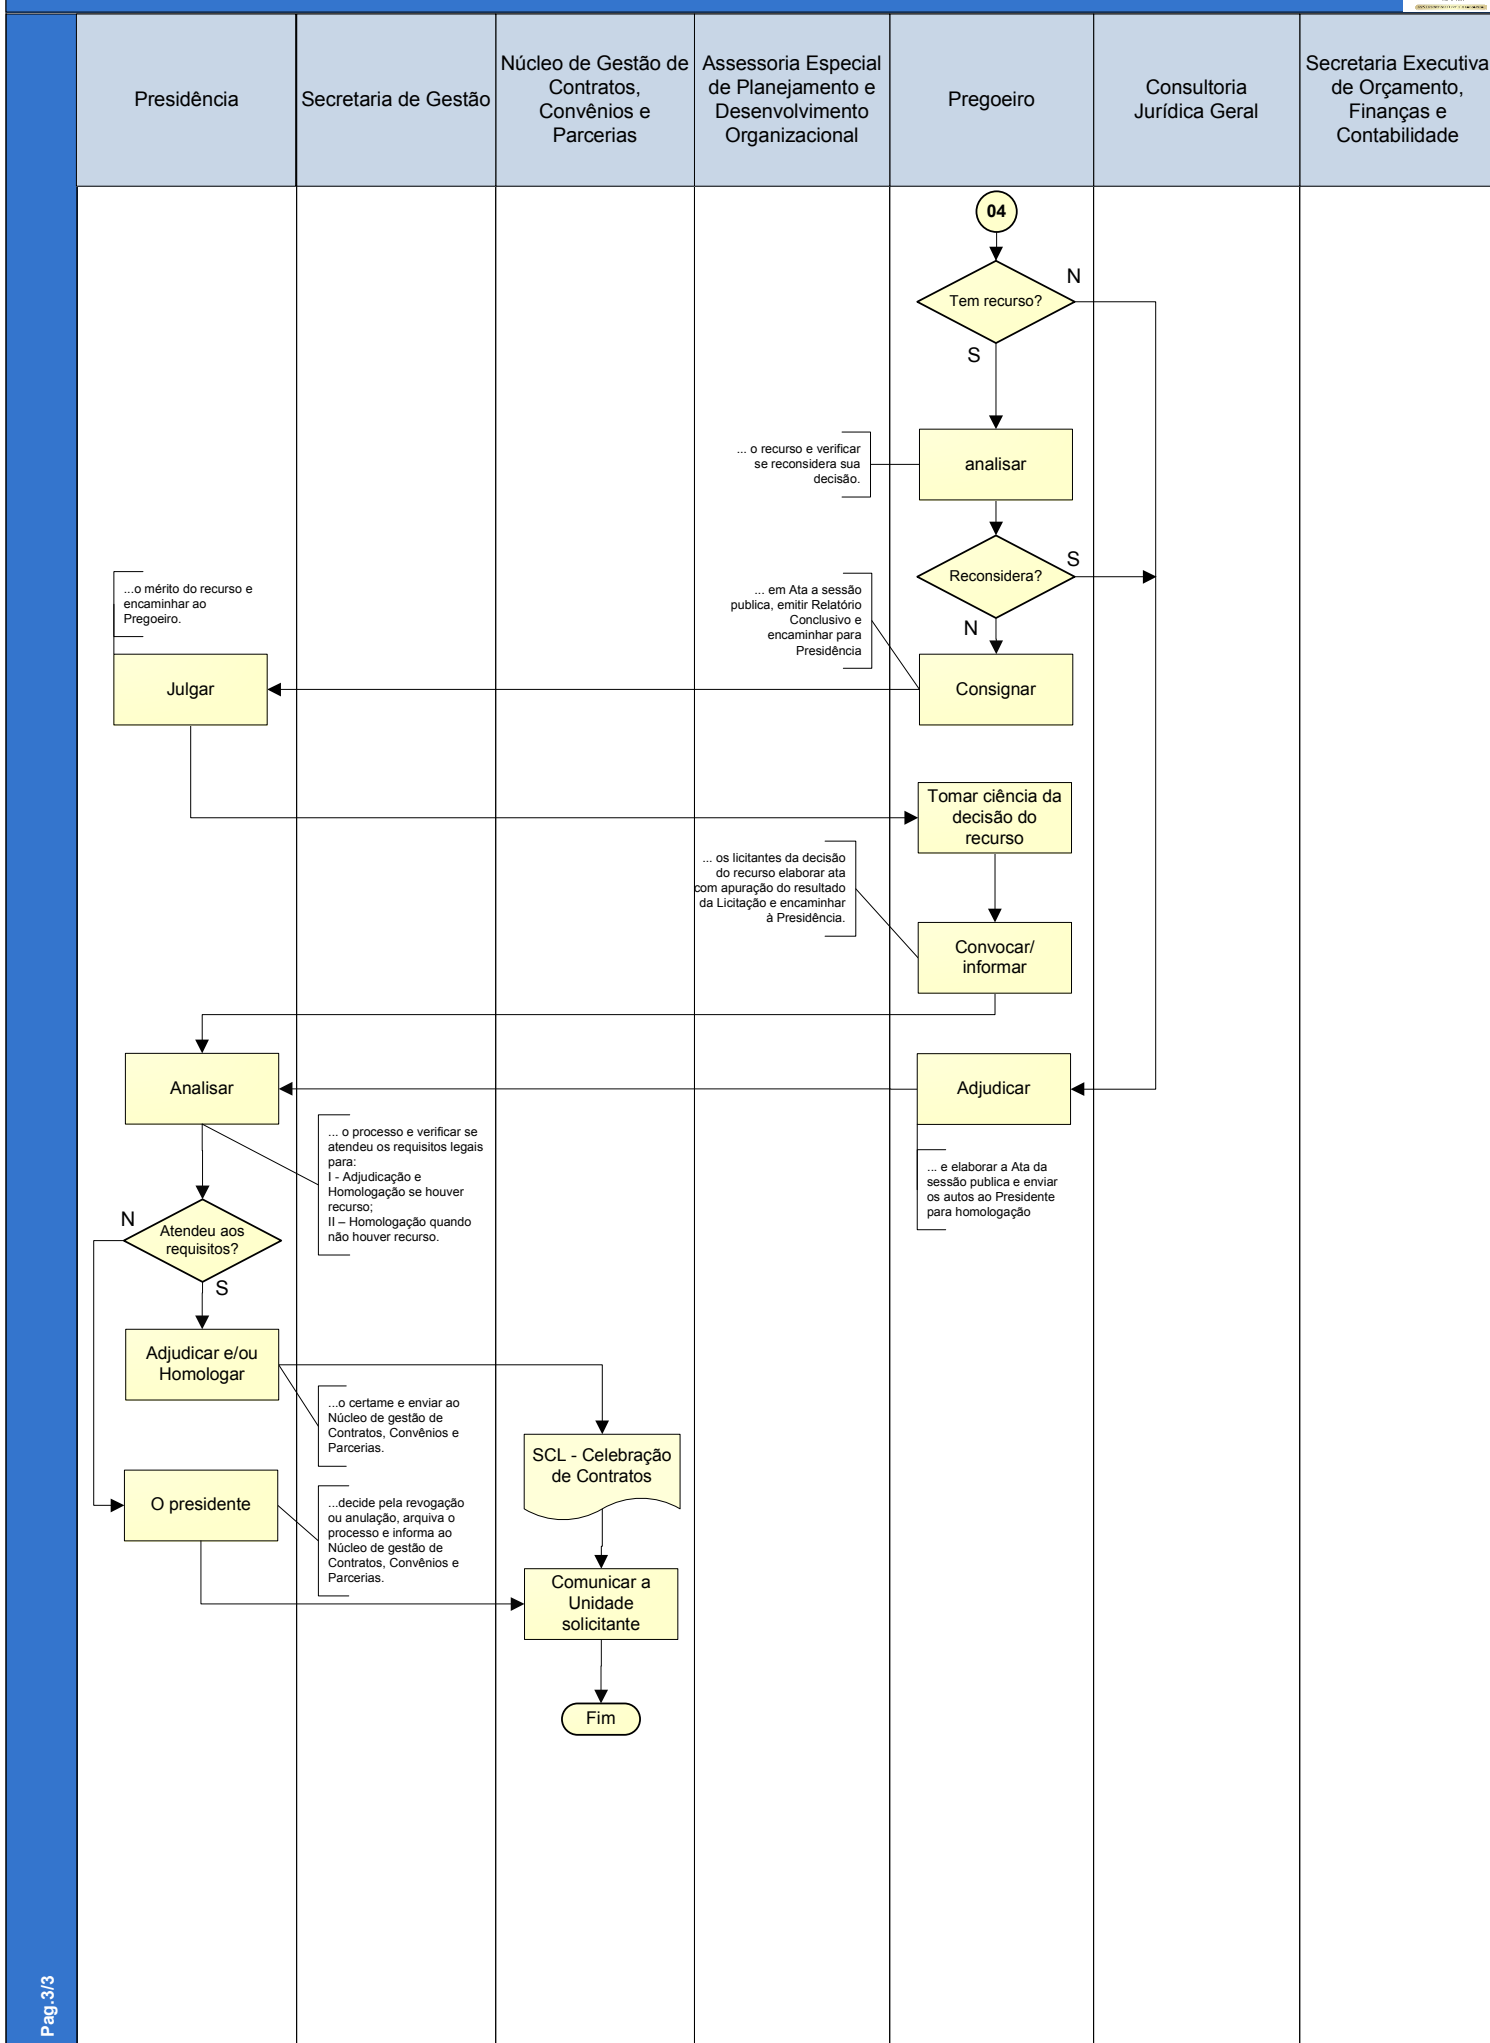 Presidência
Secretaria de Gestão
Núcleo de Gestão de
Contratos,
Convênios e
Parcerias
Assessoria Especial
de Planejamento e
Desenvolvimento
Organizacional
Pregoeiro
Consultoria
Jurídica Geral
Secretaria Executiva
de Orçamento,
Finanças e
Contabilidade
04
Tem recurso?
N
S
... o recurso e verificar
se reconsidera sua
decisão.
analisar
Reconsidera?
S
N
...o mérito do recurso e
encaminhar ao
Pregoeiro.
... em Ata a sessão
publica, emitir Relatório
Conclusivo e
encaminhar para
Presidência
Julgar
Consignar
Tomar ciência da
decisão do
recurso
... os licitantes da decisão
do recurso elaborar ata
com apuração do resultado
da Licitação e encaminhar
à Presidência.
Convocar/
informar
Analisar
Adjudicar
... o processo e verificar se
atendeu os requisitos legais
para:
I - Adjudicação e
Homologação se houver
recurso;
II – Homologação quando
não houver recurso.
... e elaborar a Ata da
sessão publica e enviar
os autos ao Presidente
para homologação
N
Atendeu aos
requisitos?
S
Adjudicar e/ou
Homologar
...o certame e enviar ao
Núcleo de gestão de
Contratos, Convênios e
Parcerias.
SCL - Celebração
de Contratos
O presidente
...decide pela revogação
ou anulação, arquiva o
processo e informa ao
Núcleo de gestão de
Contratos, Convênios e
Parcerias.
Comunicar a
Unidade
solicitante
Fim
Pag.3/3